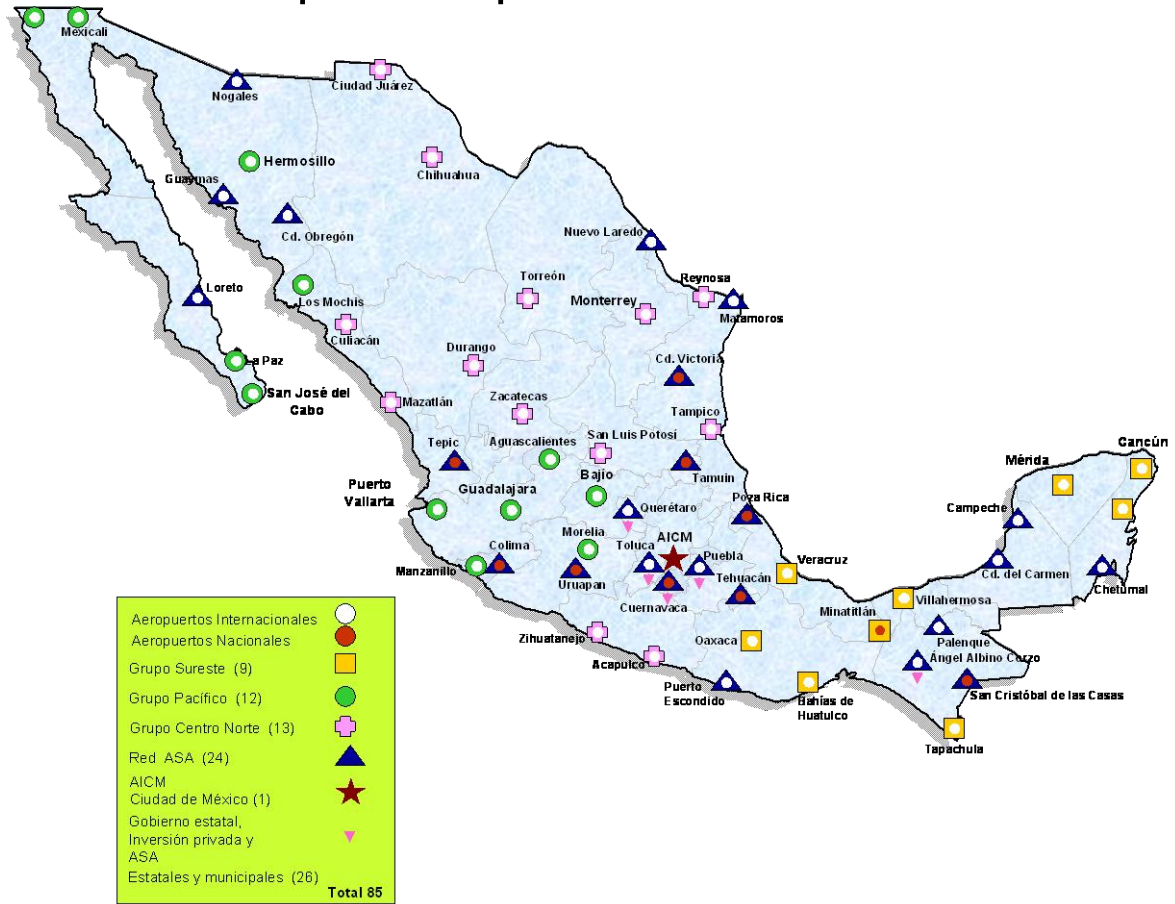 Mexicali
Nogales
Ciudad Juárez
Hermosillo
Chihuahua
Guaymas
Cd. Obregón
Nuevo Laredo
Loreto
Los Mochis
Torreón
Monterrey
Reynosa
Matamoros
Culiacán
La Paz
Durango
Cd. Victoria
San José del
Cabo
Mazatlán
Zacatecas
Tampico
Tepic
Aguascalientes
San Luis Potosí
Tamuin
Cancún
Mérida
Puerto
Vallarta
Guadalajara
Bajío
Querétaro
Poza Rica
Campeche
Morelia
Colima
Toluca
AICM
Puebla
Manzanillo
Uruapan
Tehuacán
Veracruz
Cd. del Carmen
Chetumal
Cuernavaca
Minatitlán
Villahermosa
Zihuatanejo
Oaxaca
Palenque
Acapulco
Ángel Albino Corzo
Puerto
Escondido
Bahías de
Huatulco
San Cristóbal de las Casas
Tapachula
Aeropuertos Internacionales
Aeropuertos Nacionales
Grupo Sureste (9)
Grupo Pacífico (12)
Grupo Centro Norte (13)
Red ASA (24)
AICM
Ciudad de México (1)
Gobierno estatal,
Inversión privada y
ASA
Estatales y municipales (26)
Total 85